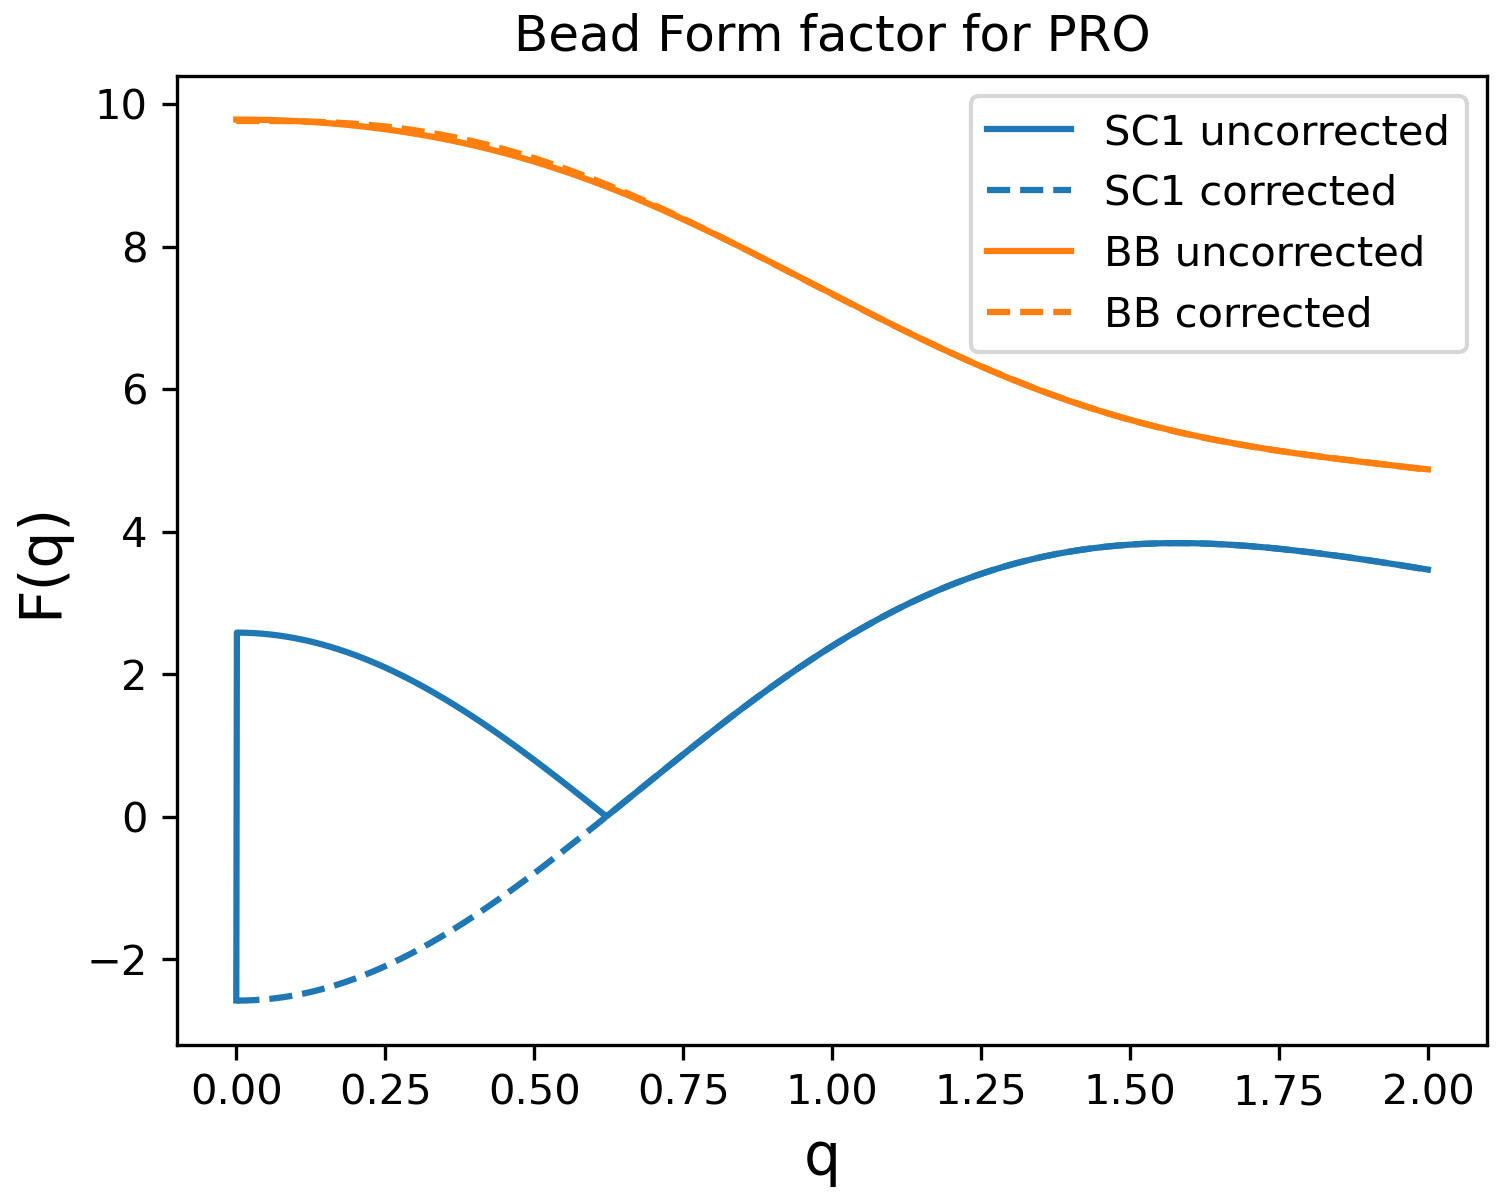 Bead Form factor for PRO
SC1 uncorrected
SC1 corrected
BB uncorrected
BB corrected
10
8
6
4
2
0
−2
F(q)
0.00 0.25 0.50 0.75 1.00 1.25 1.50 1.75 2.00
q